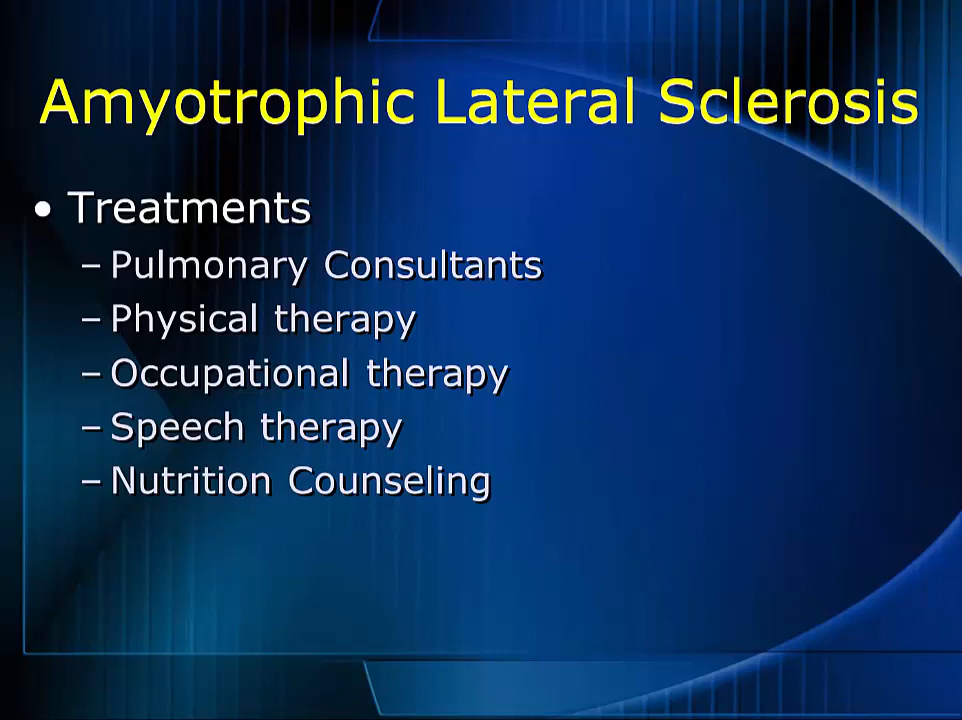 Amyotrophic Lateral Sclerosis
• Treatments
– Pulmonary Consultants
– Physical therapy
– Occupational therapy
– Speech therapy
– Nutrition Counseling